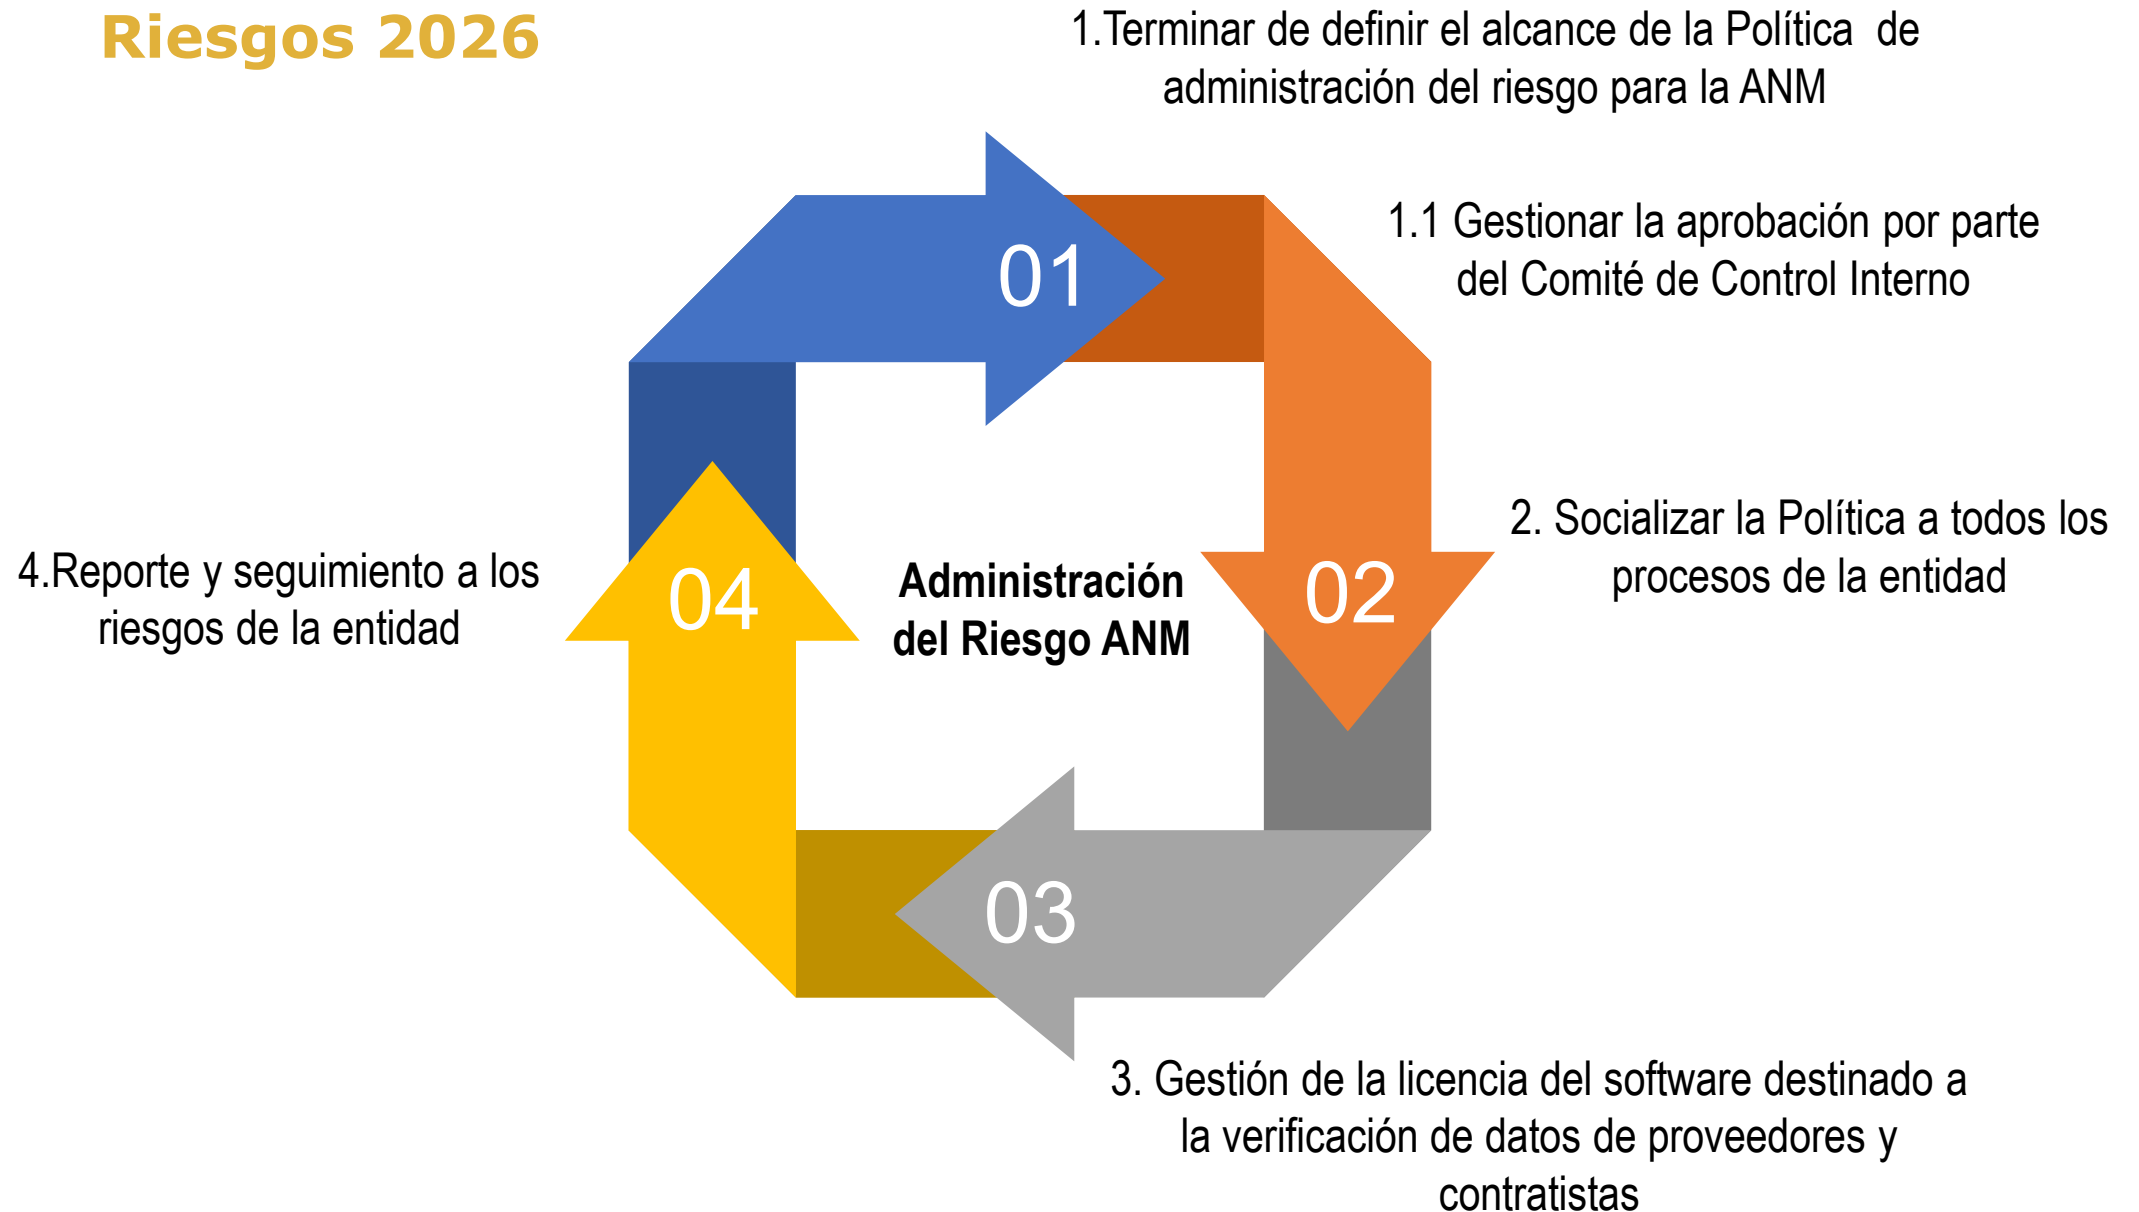 Riesgos 2026
1.Terminar de definir el alcance de la Política  de
administración del riesgo para la ANM
01
1.1 Gestionar la aprobación por parte
del Comité de Control Interno
2. Socializar la Política a todos los
procesos de la entidad
02
Administración
del Riesgo ANM
4.Reporte y seguimiento a los
riesgos de la entidad
04
03
3. Gestión de la licencia del software destinado a
la verificación de datos de proveedores y
contratistas